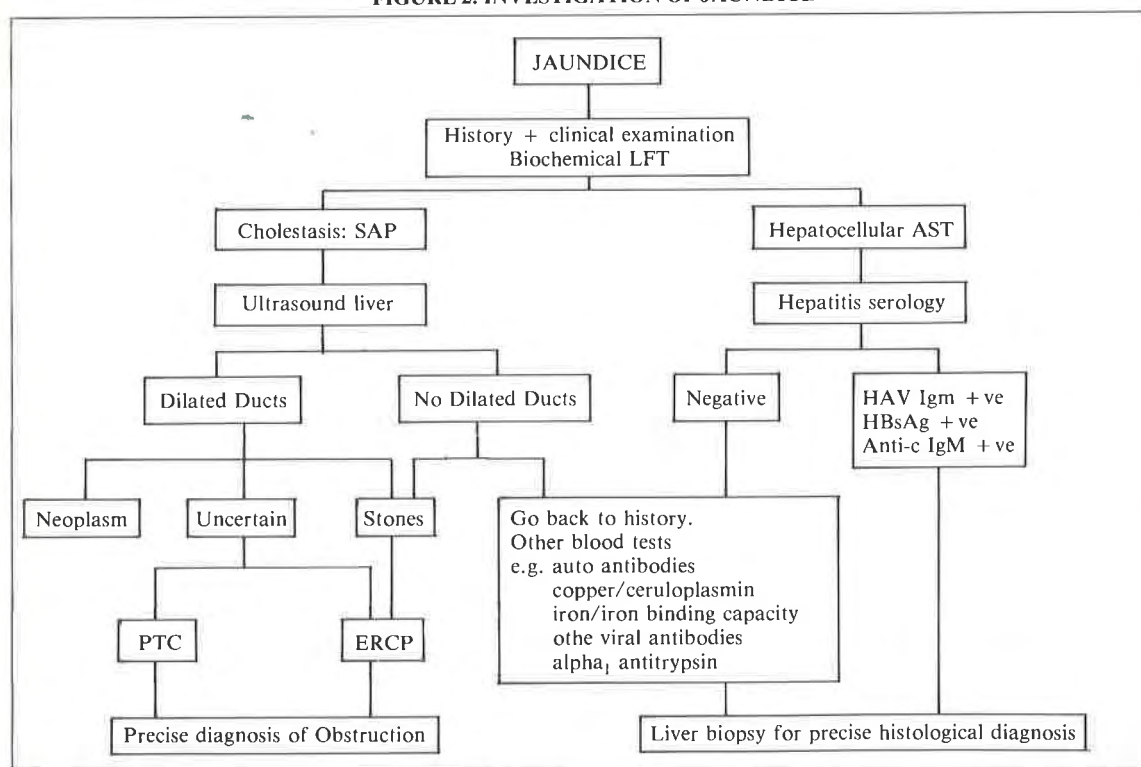 JAUNDICE
History + clinical examination
Biochemical LFT
Cholestasis: SAP
Hepatocellular AST
Ultrasound liver
Hepatitis serology
Dilated Ducts
No Dilated Ducts
Negative
HAV Igm +ve
HBsAg +ve
Anti-c IgM +ve
Neoplasm
Uncertain
Stones
Go back to history.
Other blood tests
e.g. auto antibodies
copper/ceruloplasmin
iron/iron binding capacity
othe viral antibodies
alpha₁ antitrypsin
PTC
ERCP
Precise diagnosis of Obstruction
Liver biopsy for precise histological diagnosis